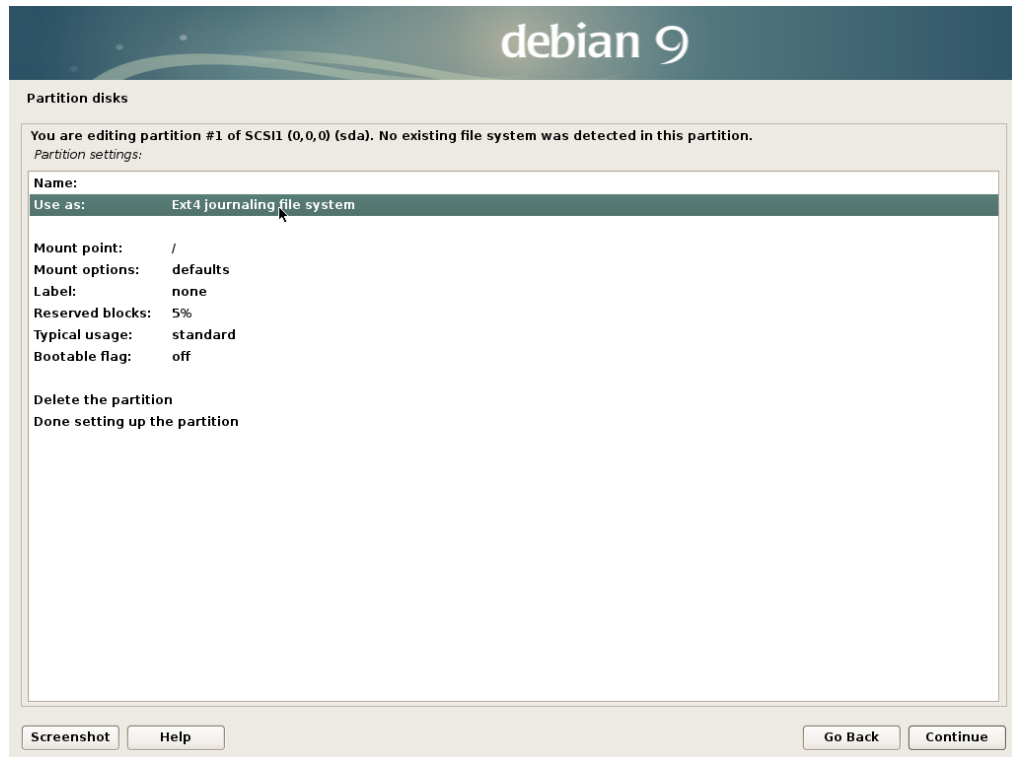 debian 9
Partition disks
You are editing partition #1 of SCSI1 (0,0,0) (sda). No existing file system was detected in this partition.
Partition settings:
Name:
Use as: Ext4 journaling file system
Mount point: /
Mount options: defaults
Label: none
Reserved blocks: 5%
Typical usage: standard
Bootable flag: off
Delete the partition
Done setting up the partition
Screenshot Help Go Back Continue